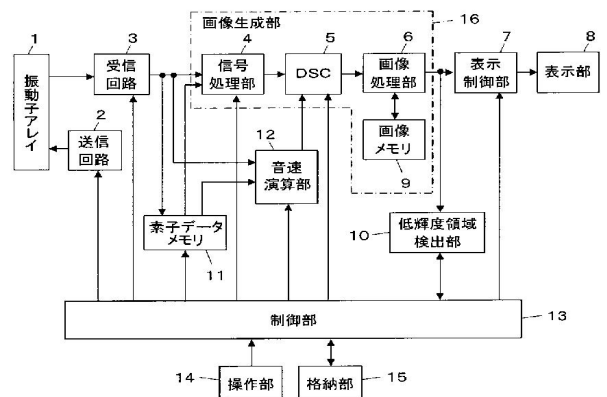 画像生成部
16
1
振動子アレイ
3
受信
回路
4
信号
処理部
5
DSC
6
画像
処理部
7
表示
制御部
8
表示部
2
送信
回路
12
音速
演算部
画像
メモリ
9
素子データ
メモリ
11
10
低輝度領域
検出部
制御部
13
14
操作部
格納部
15